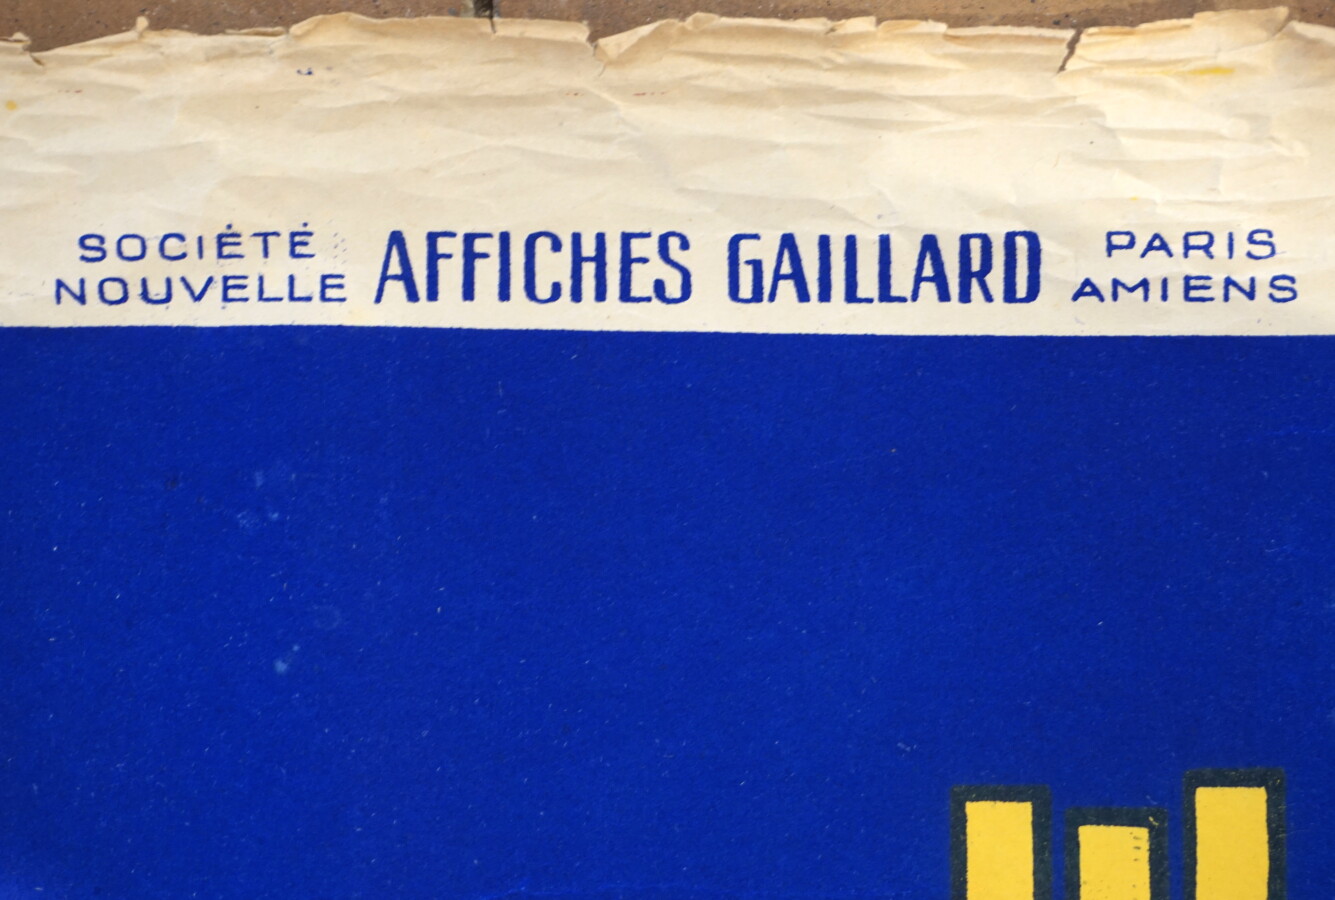 SOCIÉTÉ
NOUVELLE
AFFICHES GAILLARD
PARIS
AMIENS